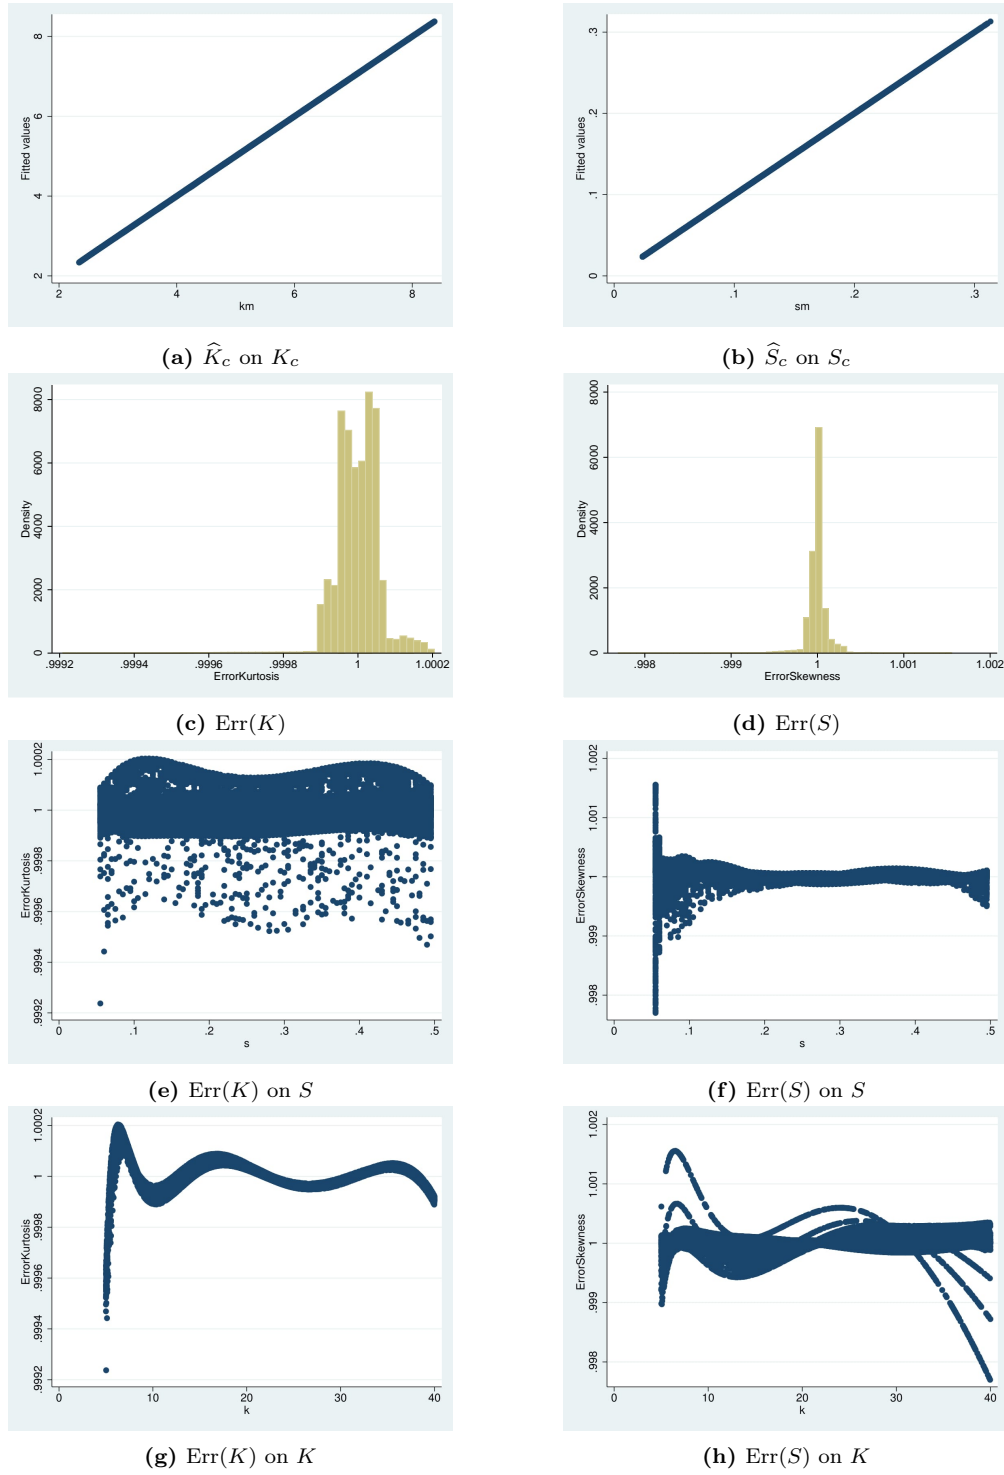 8
6
4
2
Fitted values
2 4 6 8
km
(a) K̂_c on K_c
.3
.2
.1
0
Fitted values
0 .1 .2 .3
sm
(b) Ŝ_c on S_c
8000
6000
4000
2000
0
Density
.9992 .9994 .9996 .9998 1 1.0002
ErrorKurtosis
(c) Err(K)
8000
6000
4000
2000
0
Density
.998 .999 1 1.001 1.002
ErrorSkewness
(d) Err(S)
1.0002
1
.9998
.9996
.9994
.9992
ErrorKurtosis
0 .1 .2 .3 .4 .5
s
(e) Err(K) on S
1.002
1.001
1
.999
.998
ErrorSkewness
0 .1 .2 .3 .4 .5
s
(f) Err(S) on S
1.0002
1
.9998
.9996
.9994
.9992
ErrorKurtosis
0 10 20 30 40
k
(g) Err(K) on K
1.002
1.001
1
.999
.998
ErrorSkewness
0 10 20 30 40
k
(h) Err(S) on K